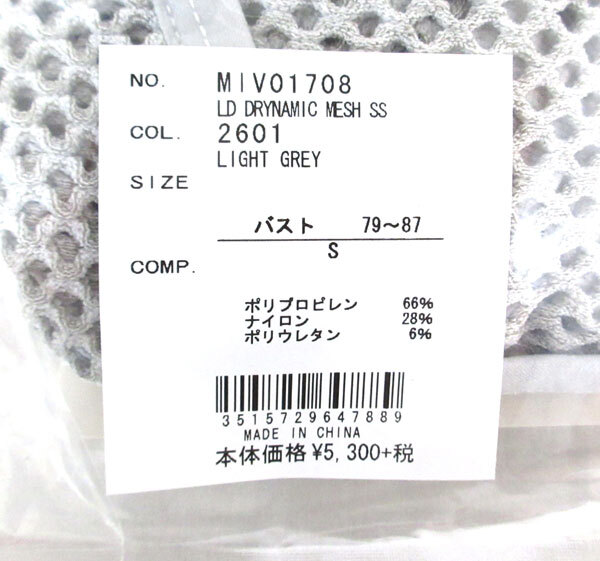 NO. MIV01708
LD DRYNAMIC MESH SS
COL. 2601
LIGHT GREY
SIZE
バスト 79〜87
S
COMP.
ポリプロピレン 66%
ナイロン 28%
ポリウレタン 6%
3515729647889
MADE IN CHINA
本体価格¥5,300+税